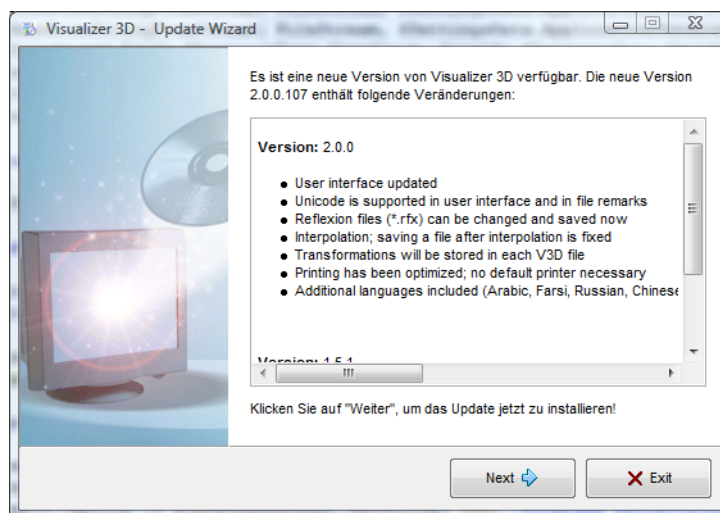 Visualizer 3D - Update Wizard
Es ist eine neue Version von Visualizer 3D verfügbar. Die neue Version
2.0.0.107 enthält folgende Veränderungen:
Version: 2.0.0
User interface updated
Unicode is supported in user interface and in file remarks
Reflexion files (*.rfx) can be changed and saved now
Interpolation; saving a file after interpolation is fixed
Transformations will be stored in each V3D file
Printing has been optimized; no default printer necessary
Additional languages included (Arabic, Farsi, Russian, Chinese
Version: 1.5.1
Klicken Sie auf "Weiter", um das Update jetzt zu installieren!
Next
Exit